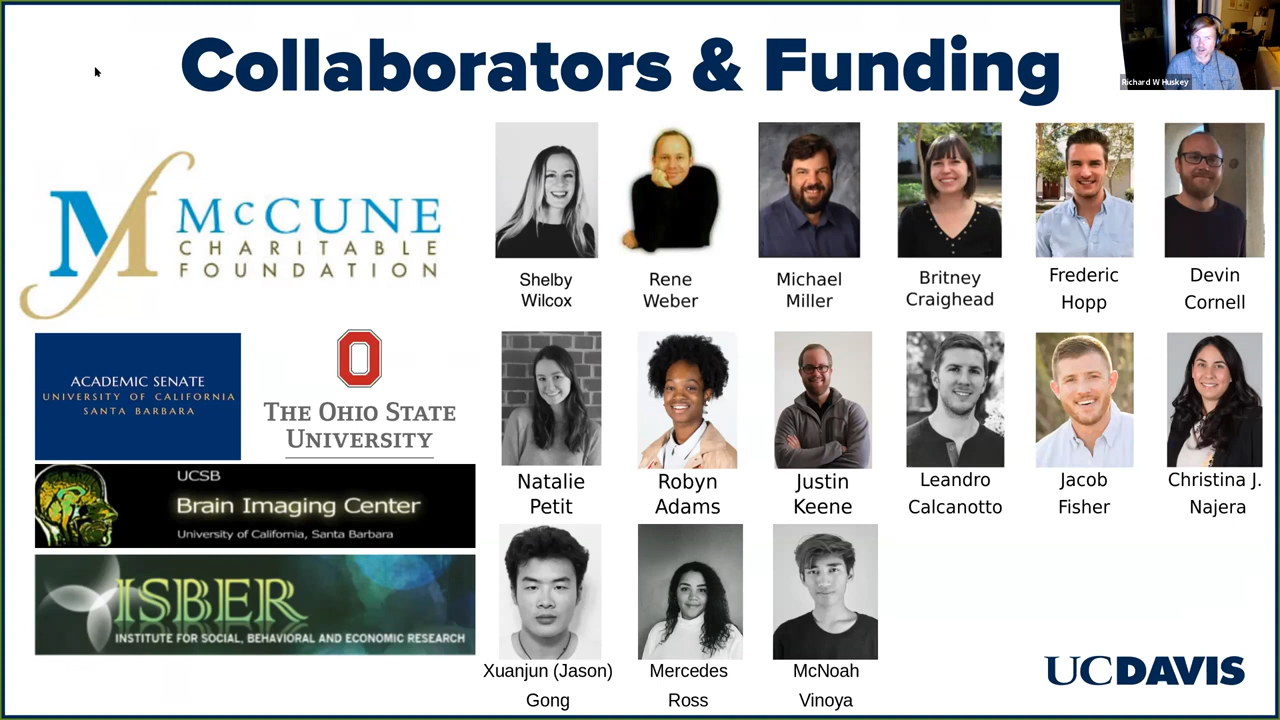 Collaborators & Funding
Richard W Huskey
McCUNE
CHARITABLE
FOUNDATION
ACADEMIC SENATE
UNIVERSITY OF CALIFORNIA
SANTA BARBARA
THE OHIO STATE
UNIVERSITY
UCSB
Brain Imaging Center
University of California, Santa Barbara
ISBER
INSTITUTE FOR SOCIAL, BEHAVIORAL AND ECONOMIC RESEARCH
Shelby
Wilcox
Rene
Weber
Michael
Miller
Britney
Craighead
Frederic
Hopp
Devin
Cornell
Natalie
Petit
Robyn
Adams
Justin
Keene
Leandro
Calcanotto
Jacob
Fisher
Christina J.
Najera
Xuanjun (Jason)
Gong
Mercedes
Ross
McNoah
Vinoya
UCDAVIS